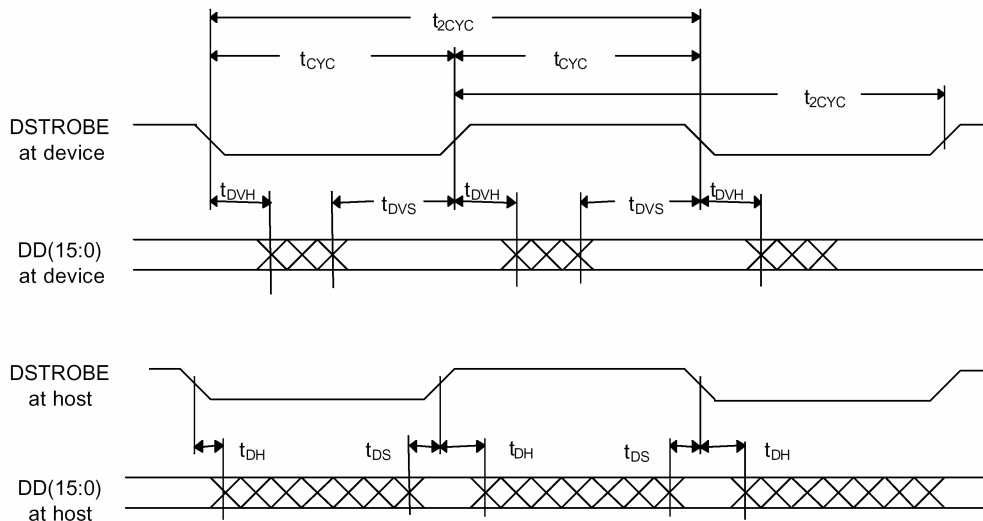 t2CYC
tCYC
tCYC
t2CYC
DSTROBE
at device
tDVH
tDVS
tDVH
tDVS
tDVH
DD(15:0)
at device
DSTROBE
at host
tDH
tDS
tDH
tDS
tDH
DD(15:0)
at host